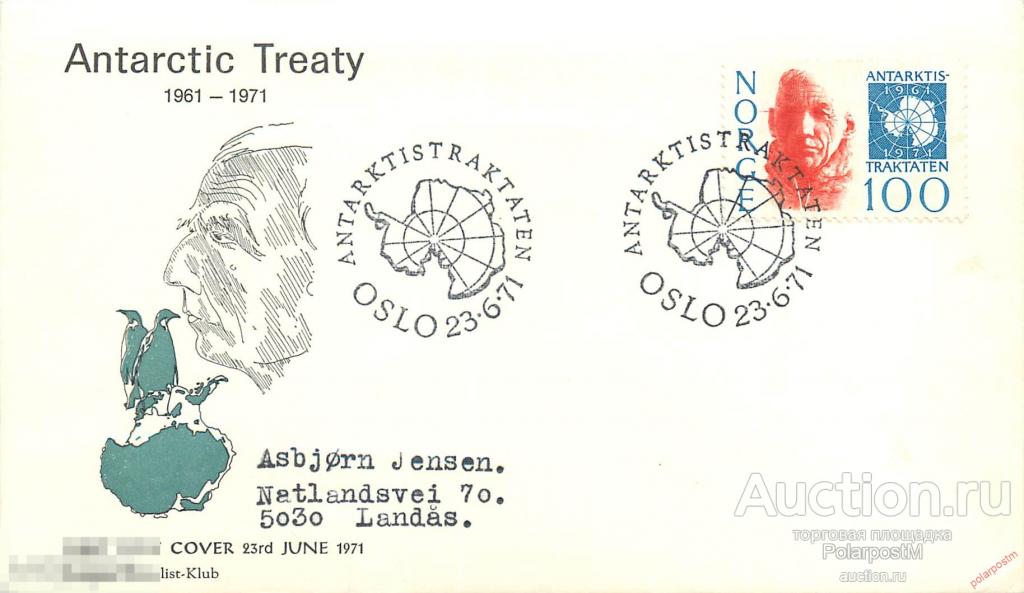 Antarctic Treaty
1961 – 1971
NORGE
ANTARKTIS-
1961
1971
TRAKTATEN
100
ANTARKTISTRAKTATEN
OSLO 23·6·71
ANTARKTISTRAKTATEN
OSLO 23·6·71
Asbjørn Jensen.
Natlandsvei 70.
5030 Landås.
COVER 23rd JUNE 1971
list-Klub
Auction.ru
торговая площадка
PolarpostM
auction.ru
polarpostm